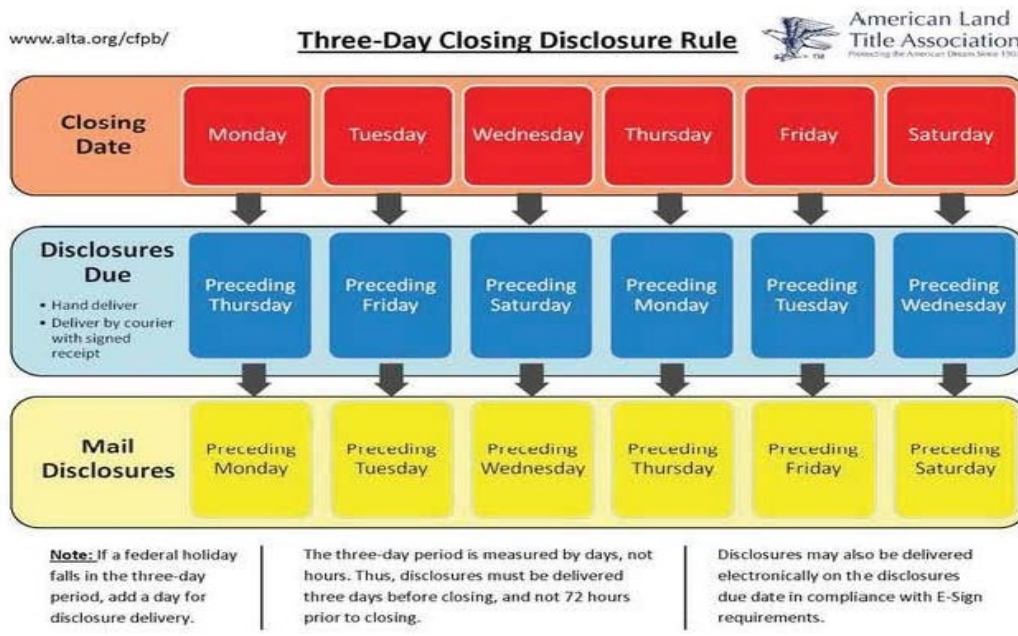 www.alta.org/cfpb/
Three-Day Closing Disclosure Rule
American Land
Title Association
Protecting the American Dream Since
Closing
Date
Monday
Tuesday
Wednesday
Thursday
Friday
Saturday
Disclosures
Due
• Hand deliver
• Deliver by courier
with signed
receipt
Preceding
Thursday
Preceding
Friday
Preceding
Saturday
Preceding
Monday
Preceding
Tuesday
Preceding
Wednesday
Mail
Disclosures
Preceding
Monday
Preceding
Tuesday
Preceding
Wednesday
Preceding
Thursday
Preceding
Friday
Preceding
Saturday
Note: If a federal holiday
falls in the three-day
period, add a day for
disclosure delivery.
The three-day period is measured by days, not
hours. Thus, disclosures must be delivered
three days before closing, and not 72 hours
prior to closing.
Disclosures may also be delivered
electronically on the disclosures
due date in compliance with E-Sign
requirements.